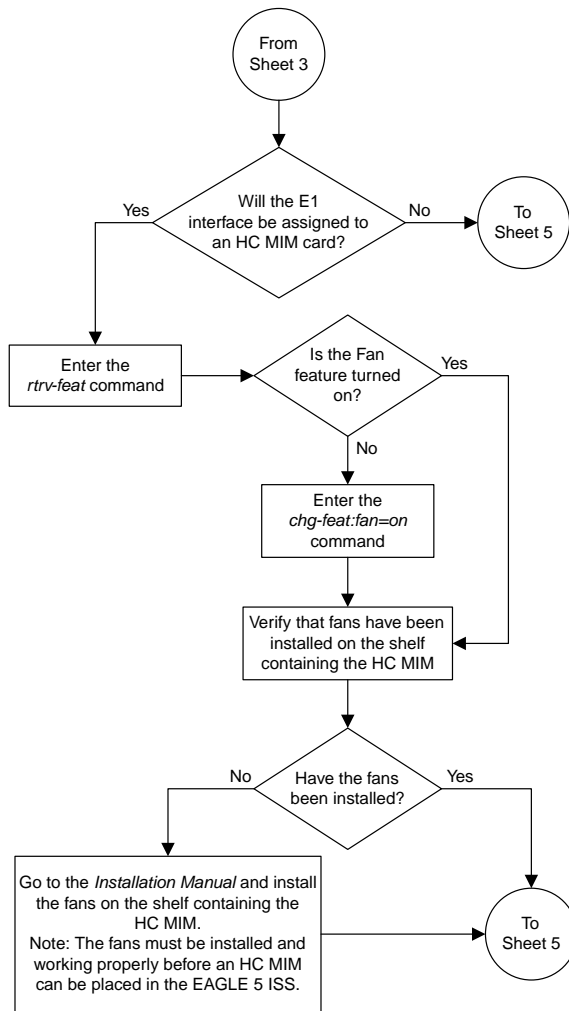 From
Sheet 3
Will the E1
interface be assigned to
an HC MIM card?
Yes
No
To
Sheet 5
Enter the
rtrv-feat command
Is the Fan
feature turned
on?
Yes
No
Enter the
chg-feat:fan=on
command
Verify that fans have been
installed on the shelf
containing the HC MIM
Have the fans
been installed?
No
Yes
Go to the Installation Manual and install
the fans on the shelf containing the
HC MIM.
Note: The fans must be installed and
working properly before an HC MIM
can be placed in the EAGLE 5 ISS.
To
Sheet 5